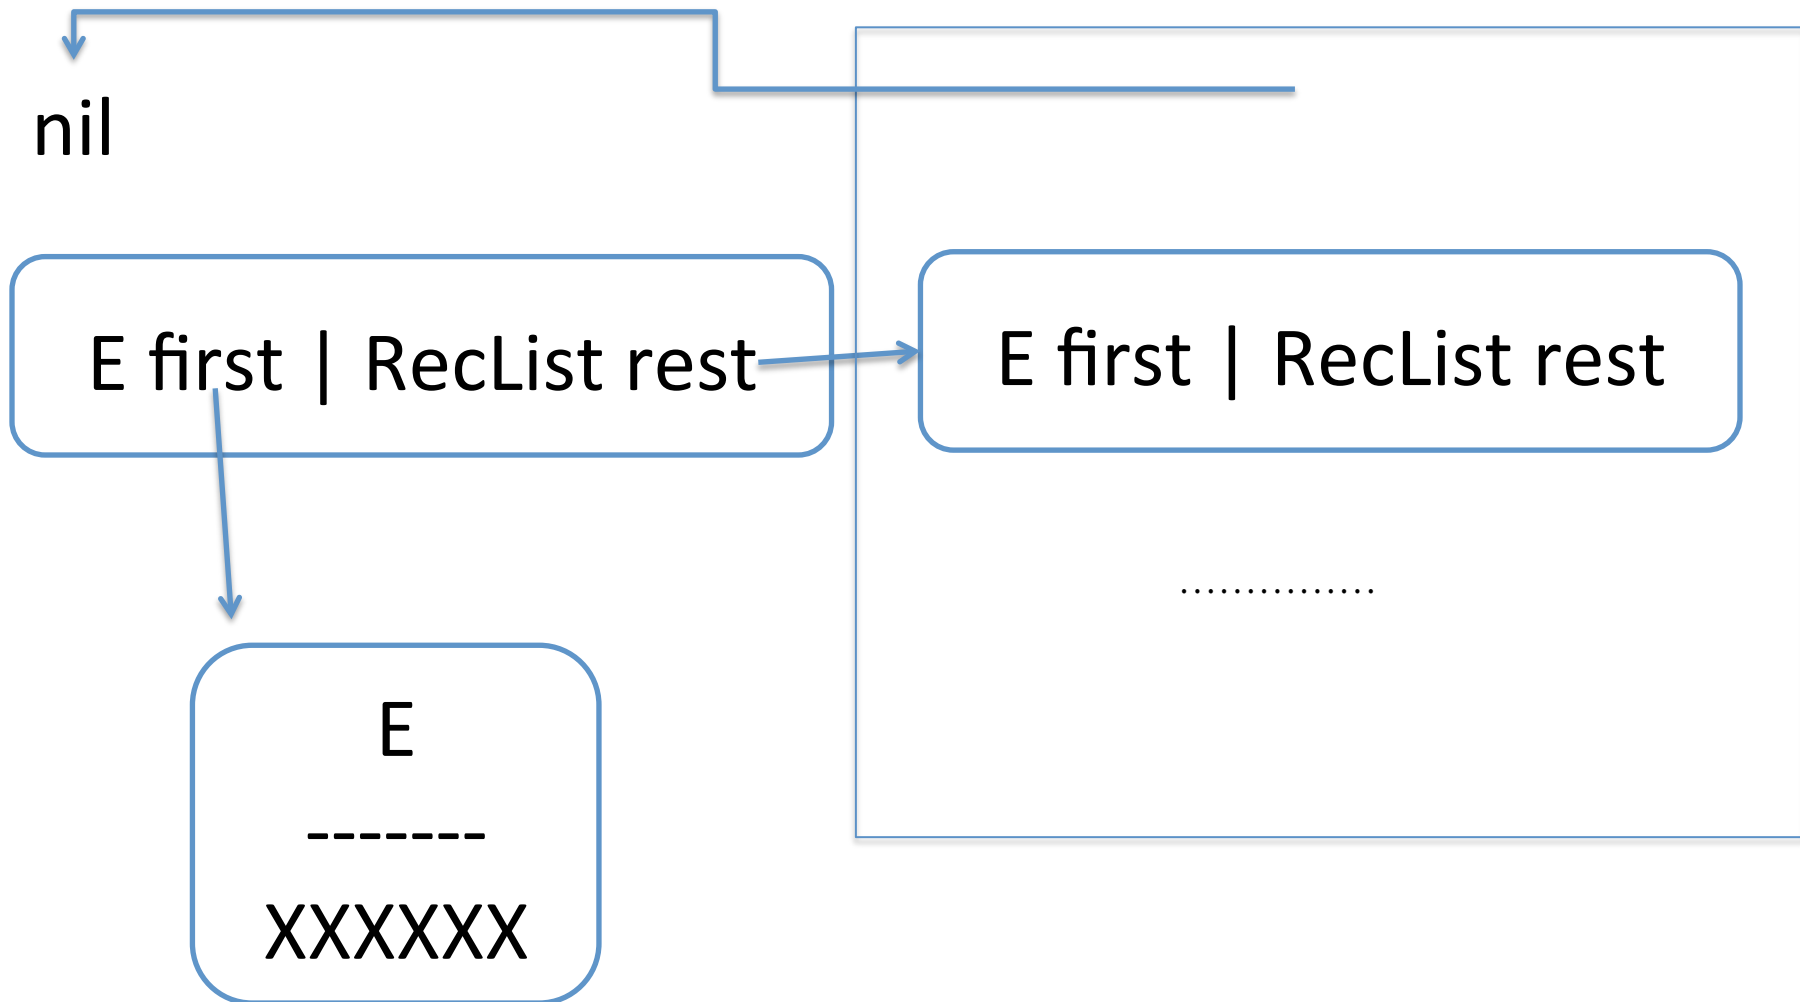 nil
E first | RecList rest
E first | RecList rest
...............
E
-------
XXXXXX